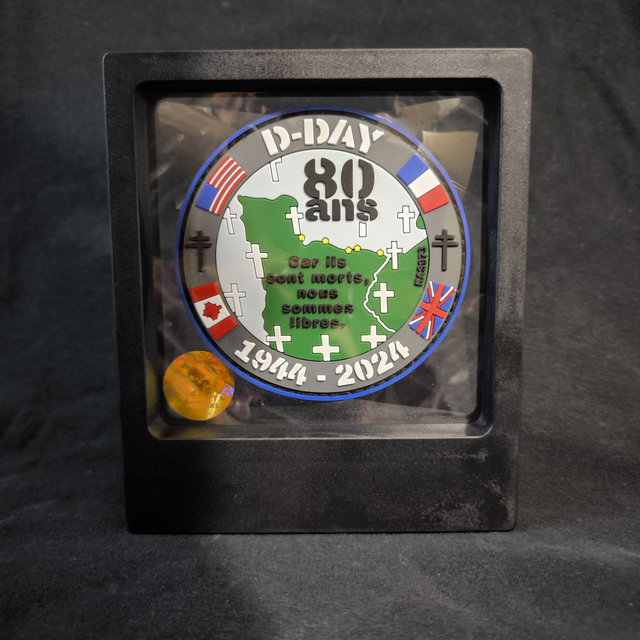 D-DAY
80
ans
Car ils
sont morts,
nous
sommes
libres.
1944 - 2024